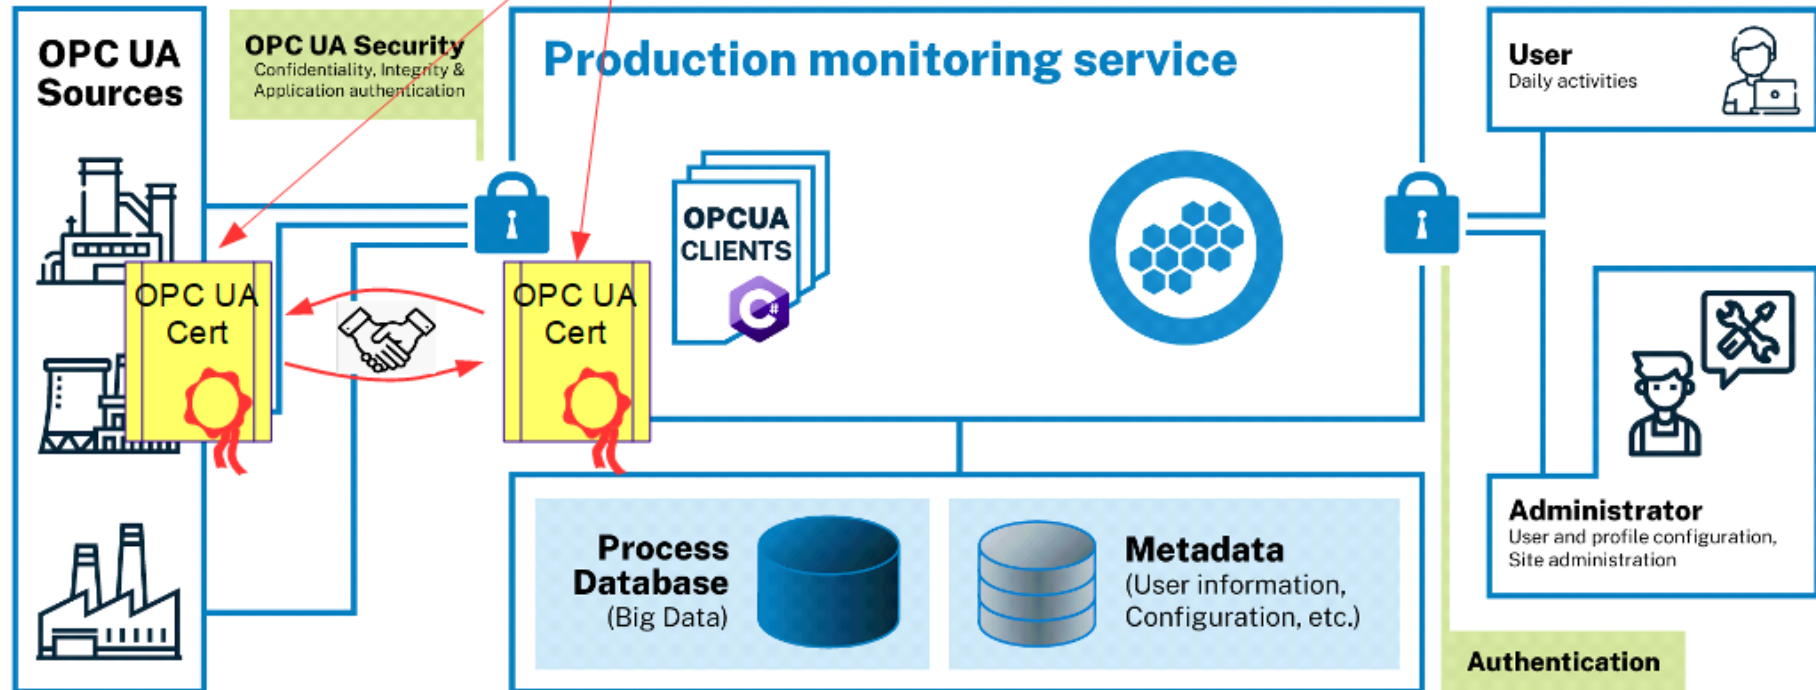 OPC UA
Sources
OPC UA Security
Confidentiality, Integrity &
Application authentication
Production monitoring service
User
Daily activities
OPCUA
CLIENTS
C#
OPC UA
Cert
OPC UA
Cert
Administrator
User and profile configuration,
Site administration
Process
Database
(Big Data)
Metadata
(User information,
Configuration, etc.)
Authentication